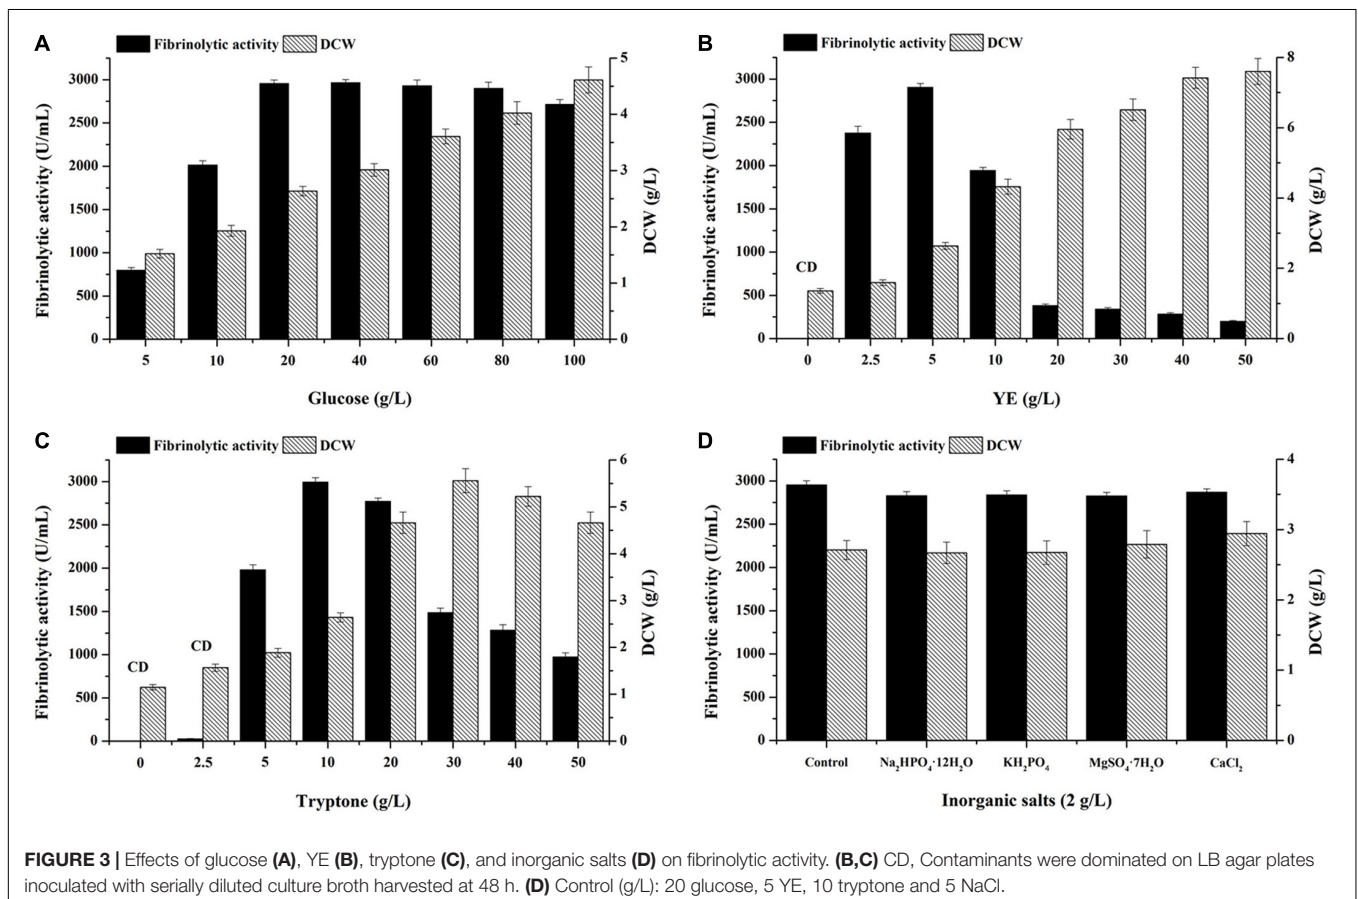 A
Fibrinolytic activity DCW
Fibrinolytic activity (U/mL)
3000
2500
2000
1500
1000
500
0
5
4
3
2
1
0
DCW (g/L)
5 10 20 40 60 80 100
Glucose (g/L)
B
Fibrinolytic activity DCW
Fibrinolytic activity (U/mL)
3000
2500
2000
1500
1000
500
0
CD
8
6
4
2
0
DCW (g/L)
0 2.5 5 10 20 30 40 50
YE (g/L)
C
Fibrinolytic activity DCW
Fibrinolytic activity (U/mL)
3000
2500
2000
1500
1000
500
0
CD
CD
6
5
4
3
2
1
0
DCW (g/L)
0 2.5 5 10 20 30 40 50
Tryptone (g/L)
D
Fibrinolytic activity DCW
Fibrinolytic activity (U/mL)
3000
2500
2000
1500
1000
500
0
4
3
2
1
0
DCW (g/L)
Control Na₂HPO₄·12H₂O KH₂PO₄ MgSO₄·7H₂O CaCl₂
Inorganic salts (2 g/L)
FIGURE 3 | Effects of glucose (A), YE (B), tryptone (C), and inorganic salts (D) on fibrinolytic activity. (B,C) CD, Contaminants were dominated on LB agar plates
inoculated with serially diluted culture broth harvested at 48 h. (D) Control (g/L): 20 glucose, 5 YE, 10 tryptone and 5 NaCl.